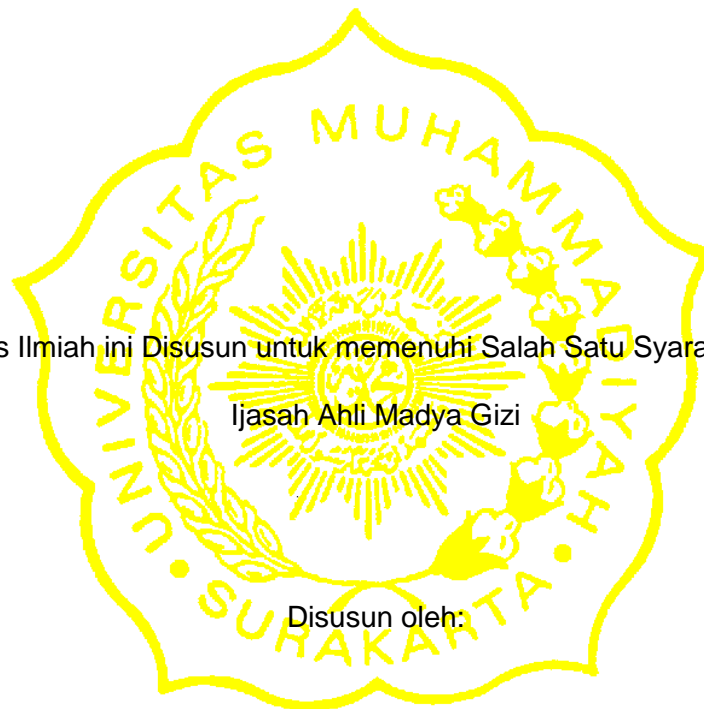 UNIVERSITAS MUHAMMADIYAH
s Ilmiah ini Disusun untuk memenuhi Salah Satu Syara
Ijasah Ahli Madya Gizi
Disusun oleh:
SURAKARTA